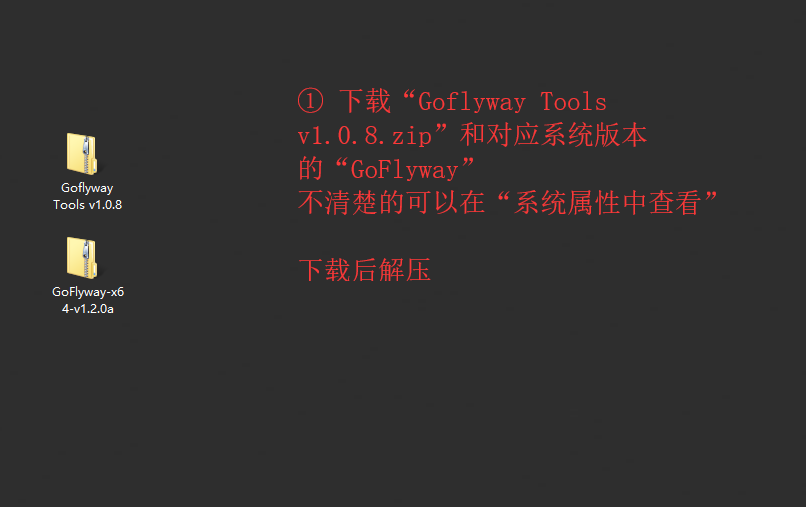 ① 下载“Goflyway Tools
v1.0.8.zip”和对应系统版本
的“GoFlyway”
不清楚的可以在“系统属性中查看”
下载后解压
Goflyway
Tools v1.0.8
GoFlyway-x6
4-v1.2.0a